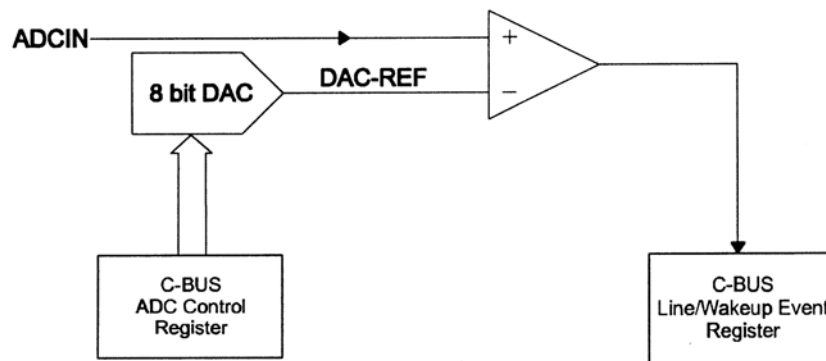 ADCIN
8 bit DAC
DAC-REF
+
−
C-BUS
ADC Control
Register
C-BUS
Line/Wakeup Event
Register